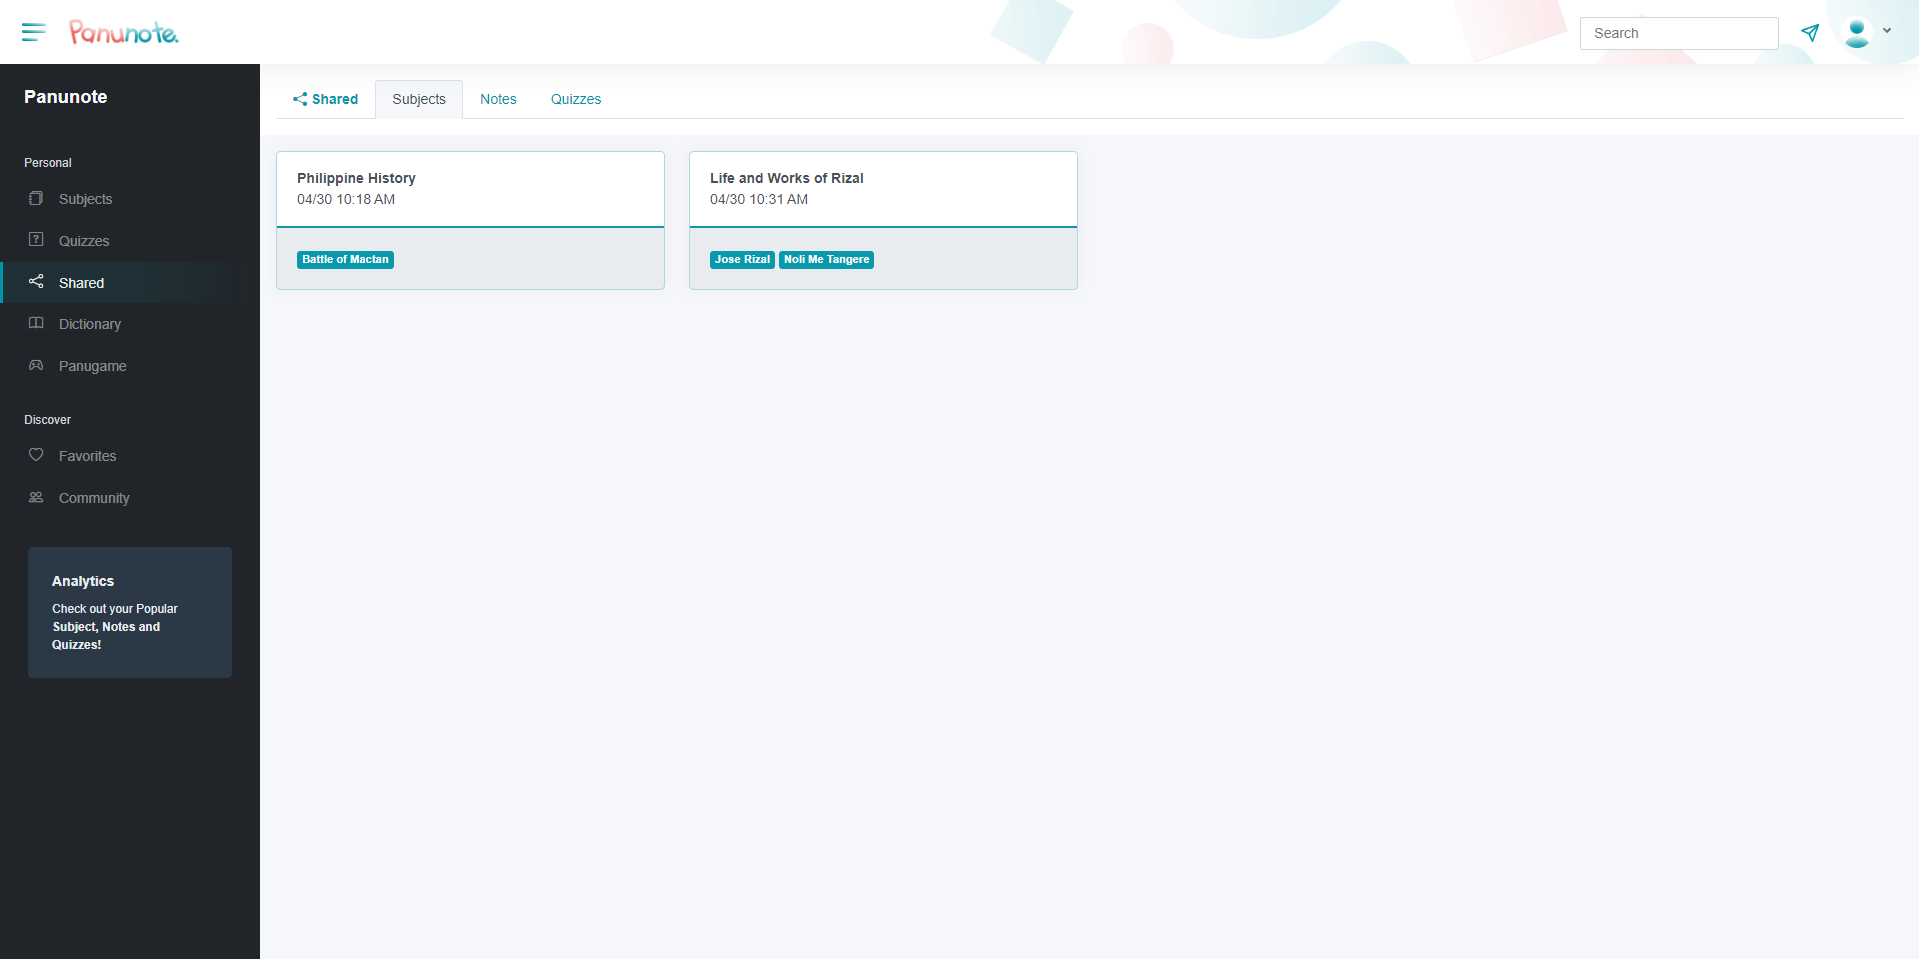 Panunote.
Search
Panunote
Personal
Subjects
Quizzes
Shared
Dictionary
Panugame
Discover
Favorites
Community
Analytics
Check out your Popular
Subject, Notes and
Quizzes!
Shared Subjects Notes Quizzes
Philippine History
04/30 10:18 AM
Battle of Mactan
Life and Works of Rizal
04/30 10:31 AM
Jose Rizal Noli Me Tangere